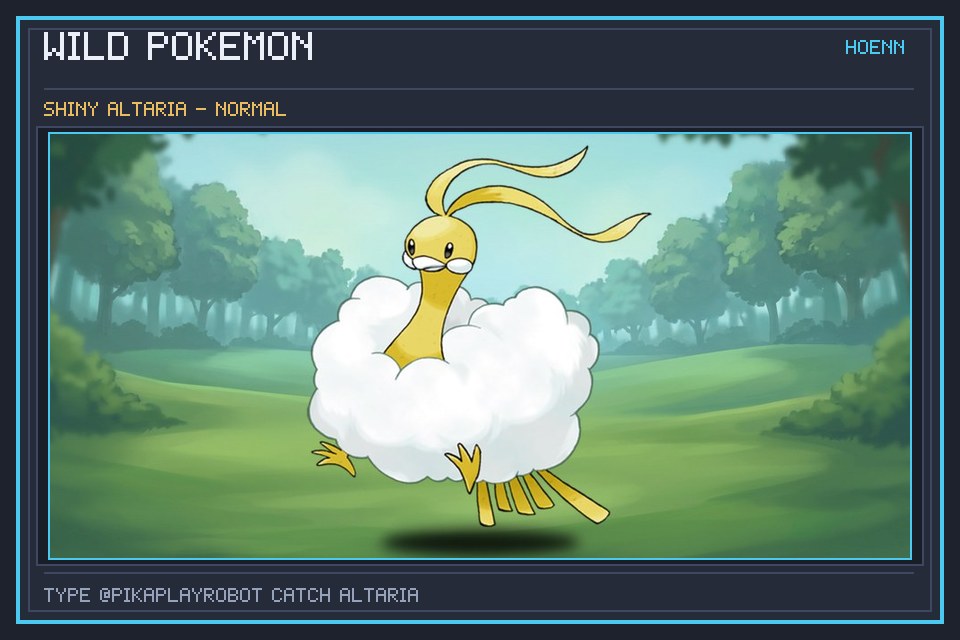 WILD POKEMON
HOENN
SHINY ALTARIA - NORMAL
TYPE @PIKAPLAYROBOT CATCH ALTARIA